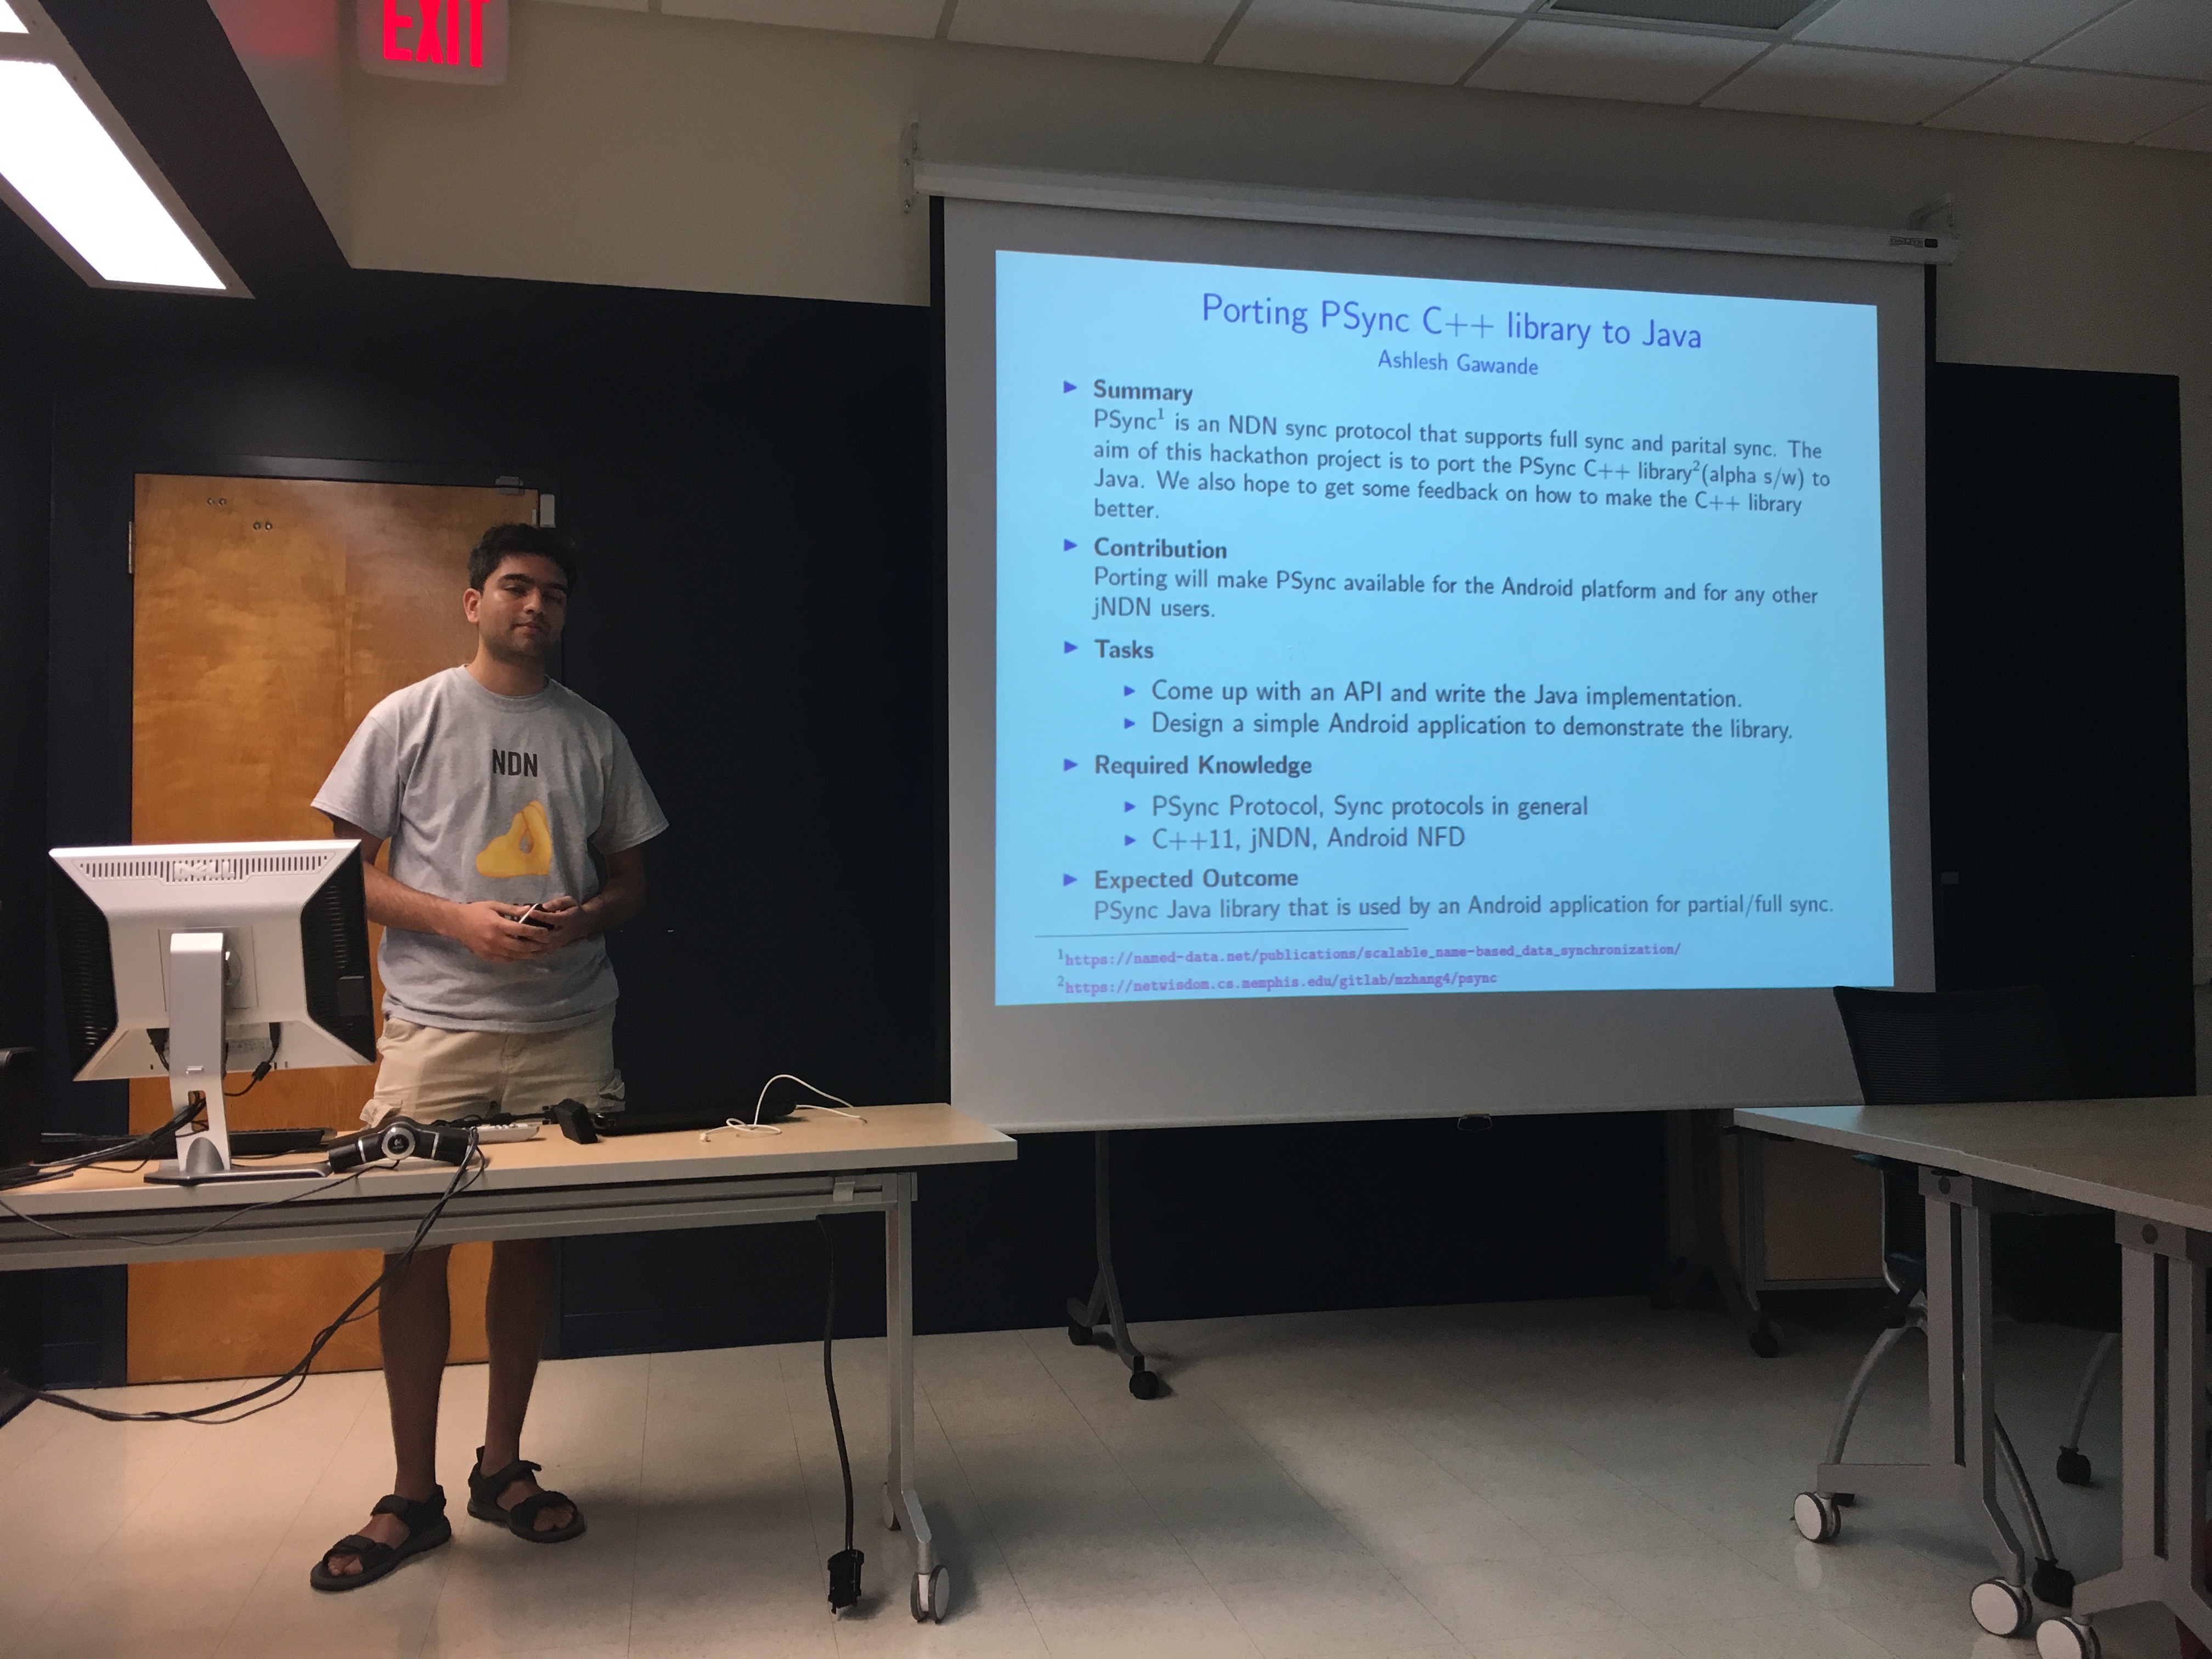 EXIT
Porting PSync C++ library to Java
Ashlesh Gawande
▶ Summary
PSync¹ is an NDN sync protocol that supports full sync and parital sync. The
aim of this hackathon project is to port the PSync C++ library²(alpha s/w) to
Java. We also hope to get some feedback on how to make the C++ library
better.
▶ Contribution
Porting will make PSync available for the Android platform and for any other
jNDN users.
▶ Tasks
▶ Come up with an API and write the Java implementation.
▶ Design a simple Android application to demonstrate the library.
▶ Required Knowledge
▶ PSync Protocol, Sync protocols in general
▶ C++11, jNDN, Android NFD
▶ Expected Outcome
PSync Java library that is used by an Android application for partial/full sync.
¹https://named-data.net/publications/scalable_name-based_data_synchronization/
²https://netwisdom.cs.memphis.edu/gitlab/mzhang4/psync
NDN
DELL